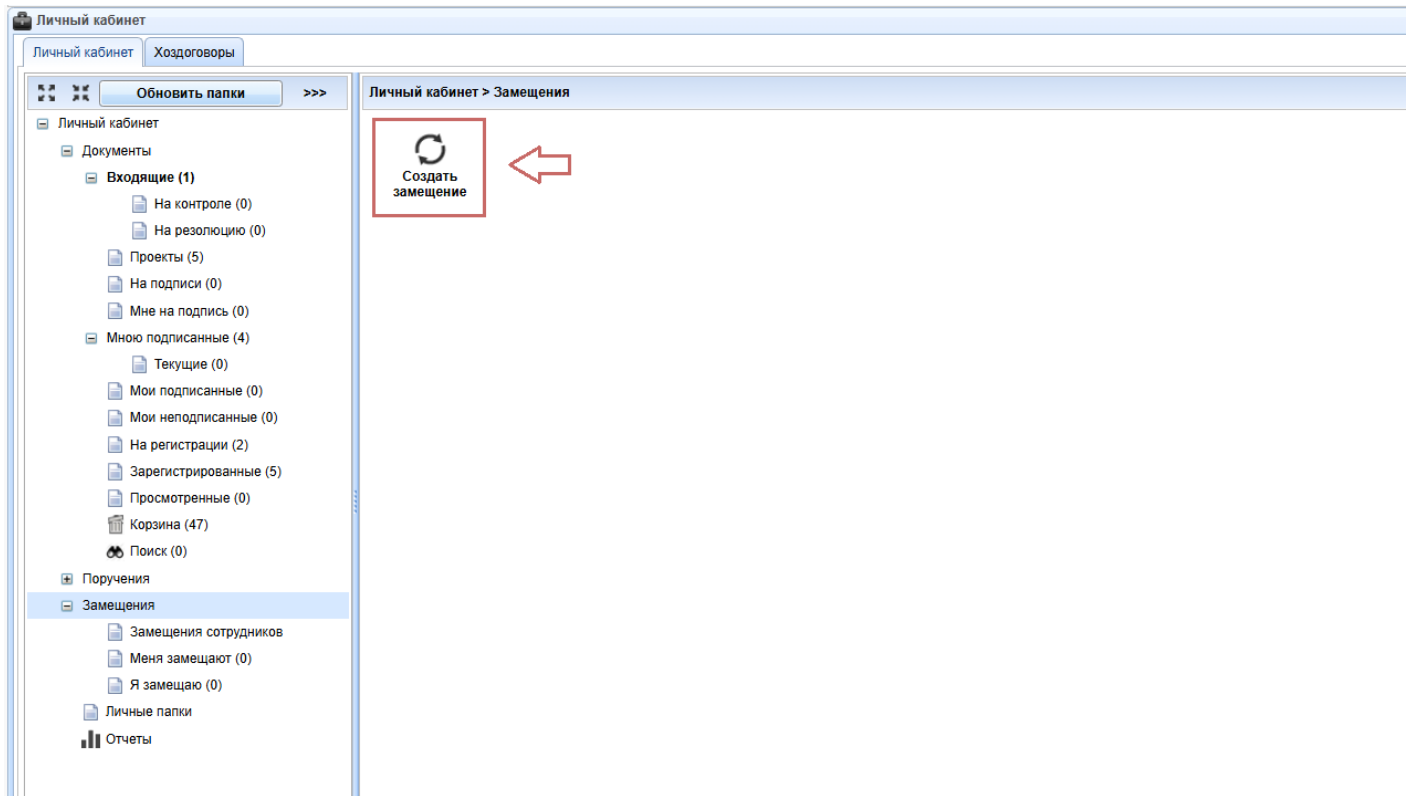 Личный кабинет
Личный кабинет Хоздоговоры
Обновить папки >>>
Личный кабинет > Замещения
Личный кабинет
Документы
Входящие (1)
На контроле (0)
На резолюцию (0)
Проекты (5)
На подписи (0)
Мне на подпись (0)
Мною подписанные (4)
Текущие (0)
Мои подписанные (0)
Мои неподписанные (0)
На регистрации (2)
Зарегистрированные (5)
Просмотренные (0)
Корзина (47)
Поиск (0)
Поручения
Замещения
Замещения сотрудников
Меня замещают (0)
Я замещаю (0)
Личные папки
Отчеты
Создать
замещение